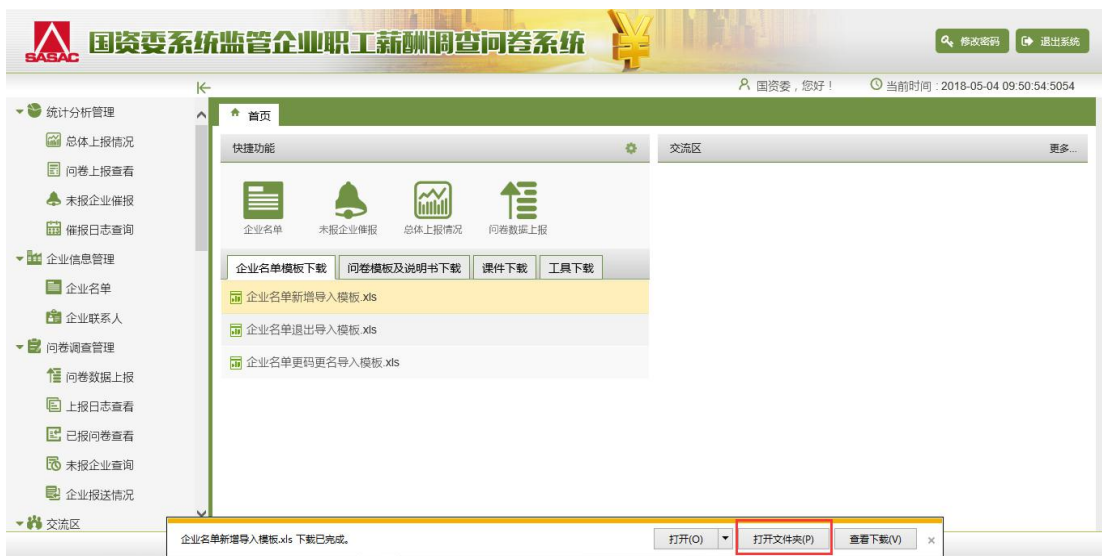 SASAC
国资委系统监管企业职工薪酬调查问卷系统
修改密码
退出系统
国资委，您好！
当前时间：2018-05-04 09:50:54:5054
统计分析管理
总体上报情况
问卷上报查看
未报企业催报
催报日志查询
企业信息管理
企业名单
企业联系人
问卷调查管理
问卷数据上报
上报日志查看
已报问卷查看
未报企业查询
企业报送情况
交流区
首页
快捷功能
企业名单
未报企业催报
总体上报情况
问卷数据上报
企业名单模板下载
问卷模板及说明书下载
课件下载
工具下载
企业名单新增导入模板.xls
企业名单退出导入模板.xls
企业名单更码更名导入模板.xls
交流区
更多...
企业名单新增导入模板.xls 下载已完成。
打开(O)
打开文件夹(P)
查看下载(V)